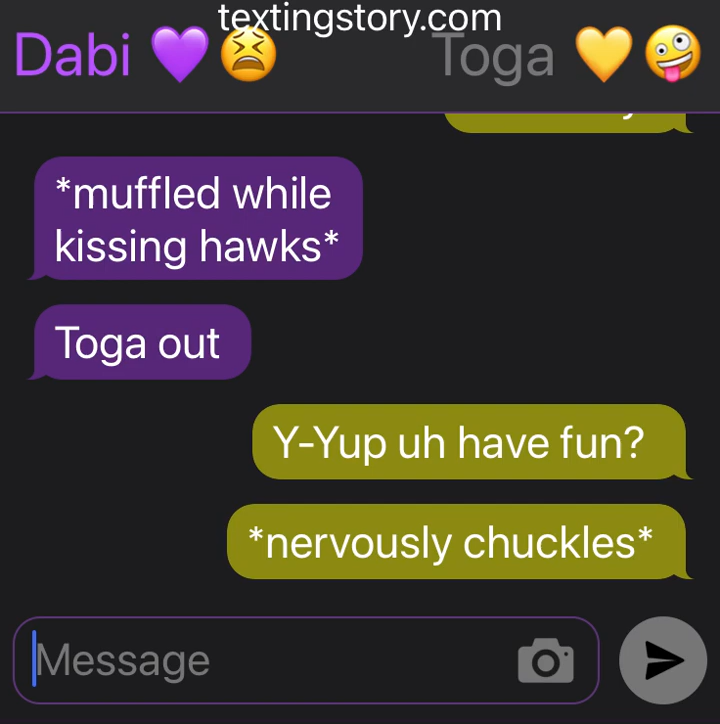 textingstory.com
Dabi 💜😫
Toga 💛🤪
*muffled while
kissing hawks*
Toga out
Y-Yup uh have fun?
*nervously chuckles*
Message